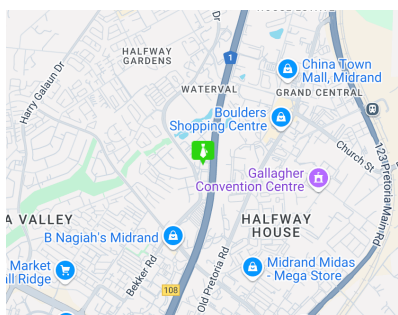 HALFWAY
GARDENS
1
China Town
Mall, Midrand
Harry Galaun Dr
WATERVAL
GRAND CENTRAL
Boulders
Shopping Centre
Church St
123 Pretoria Main Rd
Gallagher
Convention Centre
A VALLEY
HALFWAY
HOUSE
B Nagiah's Midrand
Market
all Ridge
Bekker Rd
Old Pretoria Rd
Midrand Midas
- Mega Store
108